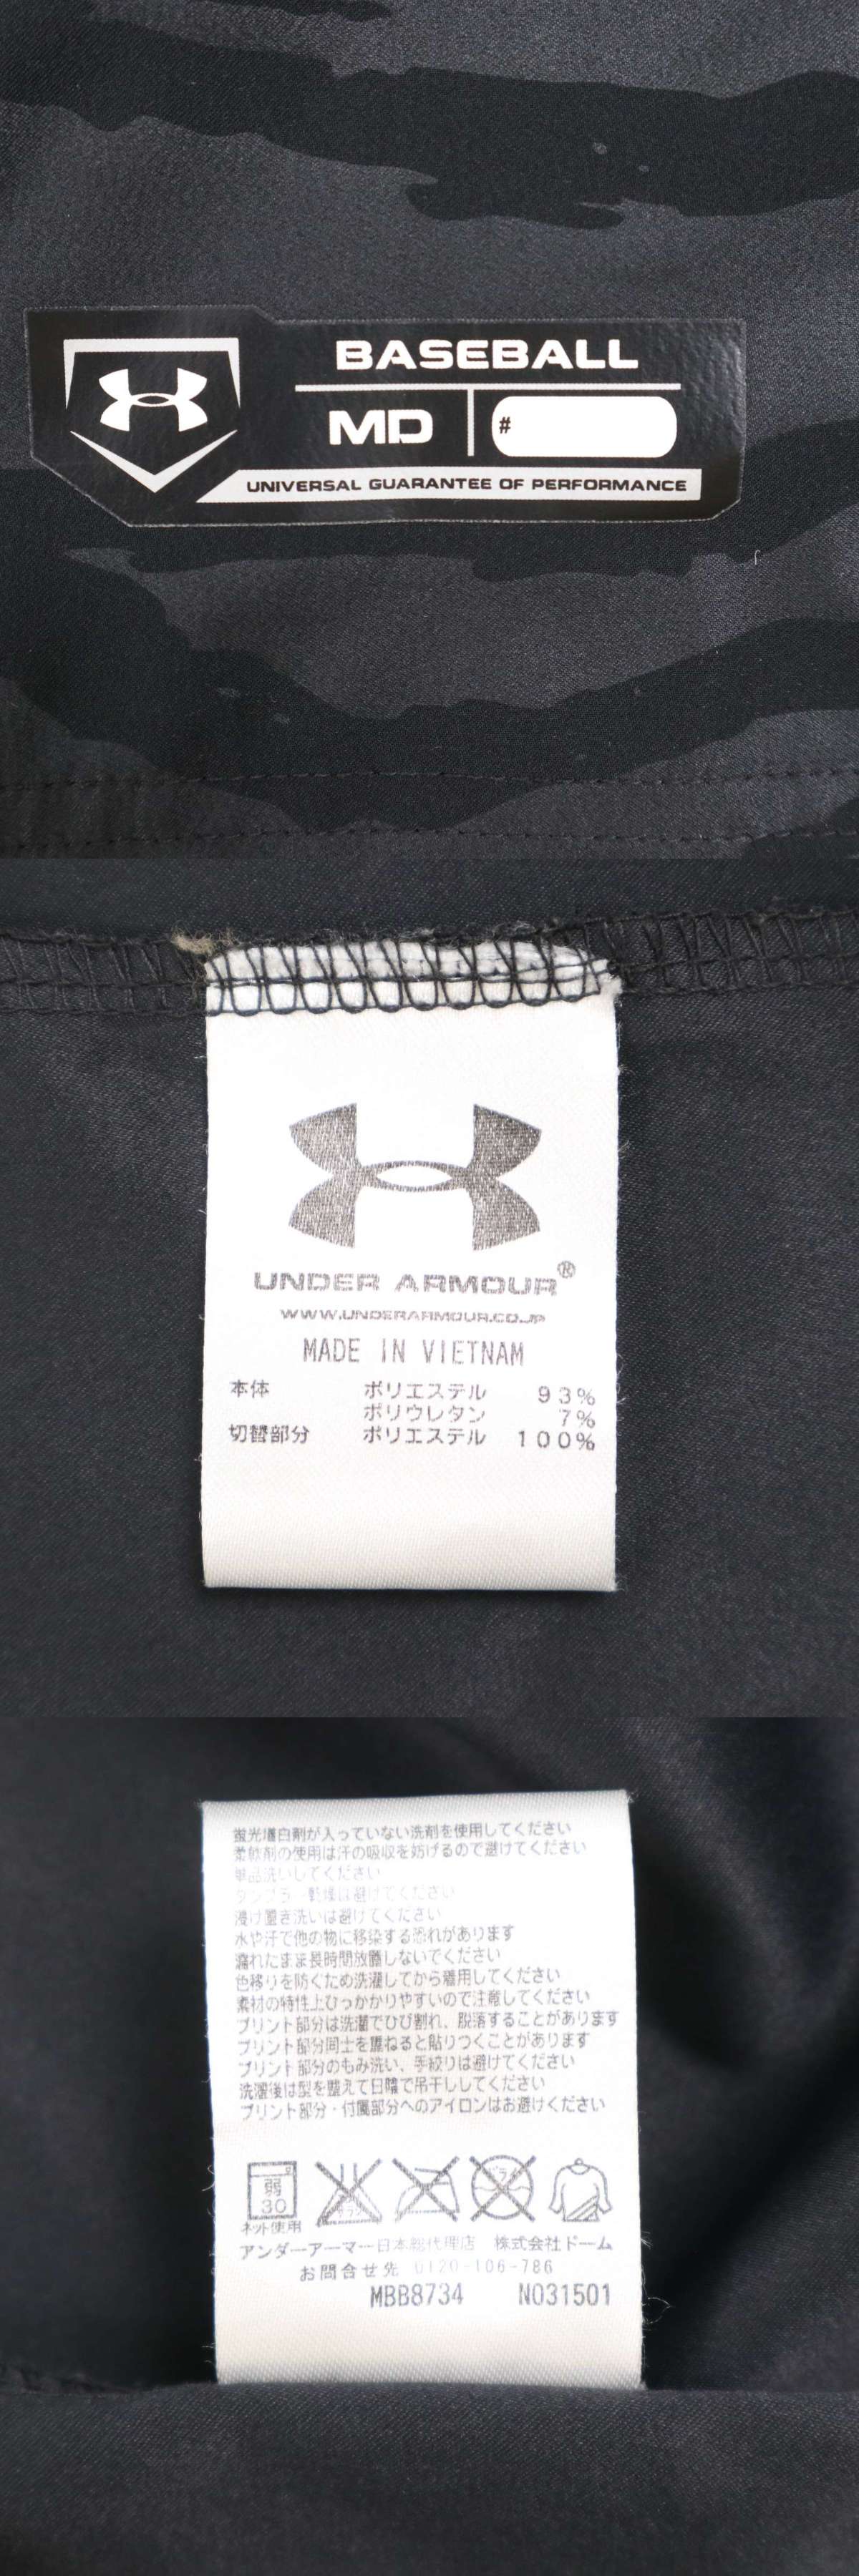 BASEBALL
MD #
UNIVERSAL GUARANTEE OF PERFORMANCE
UNDER ARMOUR®
WWW.UNDERARMOUR.CO.JP
MADE IN VIETNAM
本体 ポリエステル 93%
ポリウレタン 7%
切替部分 ポリエステル 100%
蛍光増白剤が入っていない洗剤を使用してください
柔軟剤の使用は汗の吸収を妨げるので避けてください
単品洗いしてください
タンブラー乾燥は避けてください
浸け置き洗いは避けてください
水や汗で他の物に移染する恐れがあります
濡れたまま長時間放置しないでください
色移りを防ぐため洗濯してから着用してください
素材の特性上ひっかかりやすいので注意してください
プリント部分は洗濯でひび割れ、脱落することがあります
プリント部分同士を重ねると貼りつくことがあります
プリント部分のもみ洗い、手絞りは避けてください
洗濯後は型を整えて日陰で吊干ししてください
プリント部分・付属部分へのアイロンはお避けください
弱
30
エンソ
サラシ
ドライ
ネット使用
アンダーアーマー日本総代理店 株式会社ドーム
お問合せ先 0120-106-786
MBB8734 N031501